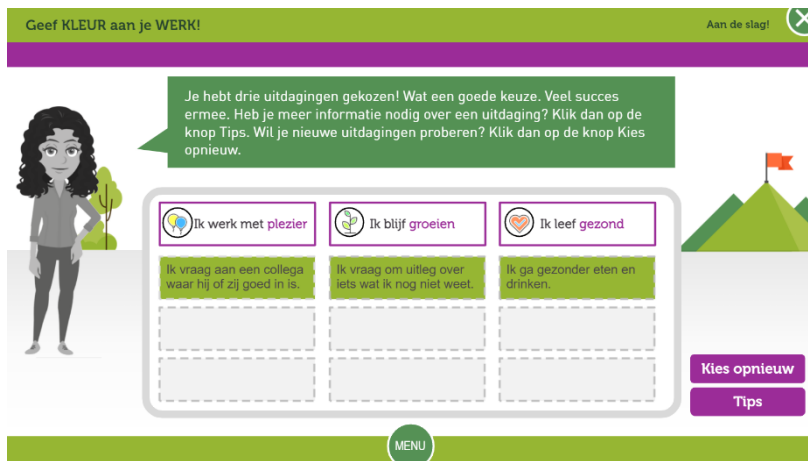 Geef KLEUR aan je WERK!
Aan de slag!
Je hebt drie uitdagingen gekozen! Wat een goede keuze. Veel succes
ermee. Heb je meer informatie nodig over een uitdaging? Klik dan op de
knop Tips. Wil je nieuwe uitdagingen proberen? Klik dan op de knop Kies
opnieuw.
Ik werk met plezier
Ik blijf groeien
Ik leef gezond
Ik vraag aan een collega
waar hij of zij goed in is.
Ik vraag om uitleg over
iets wat ik nog niet weet.
Ik ga gezonder eten en
drinken.
Kies opnieuw
Tips
MENU